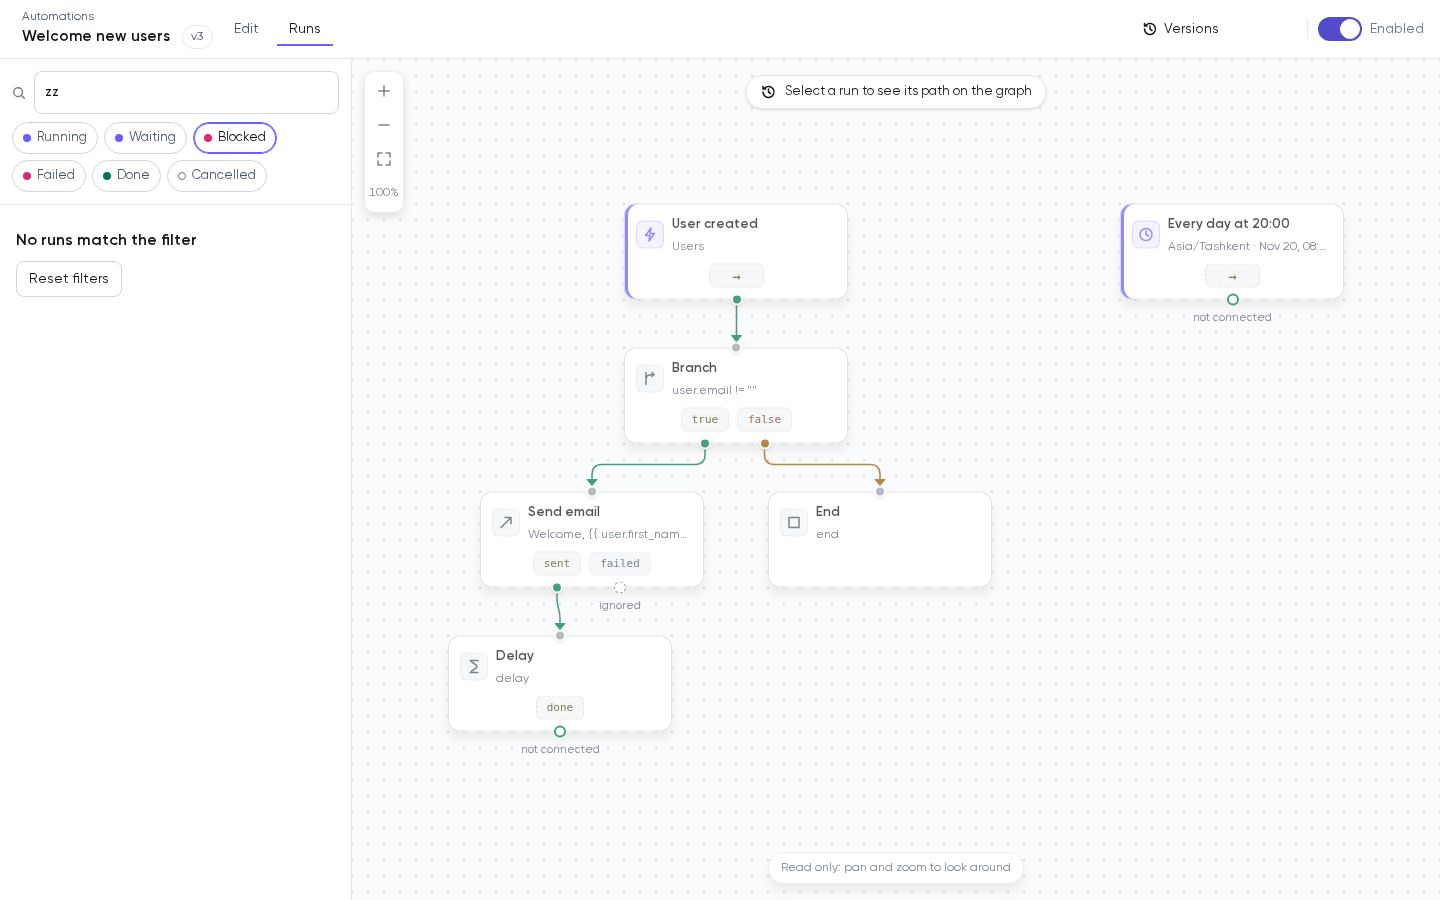 Automations
Welcome new users
v3
Edit
Runs
Versions
Enabled
zz
Running
Waiting
Blocked
Failed
Done
Cancelled
No runs match the filter
Reset filters
100%
Select a run to see its path on the graph
User created
Users
→
Every day at 20:00
Asia/Tashkent · Nov 20, 08:...
→
not connected
Branch
user.email != ""
true
false
Send email
Welcome, {{ user.first_nam...
sent
failed
ignored
End
end
Delay
delay
done
not connected
Read only: pan and zoom to look around